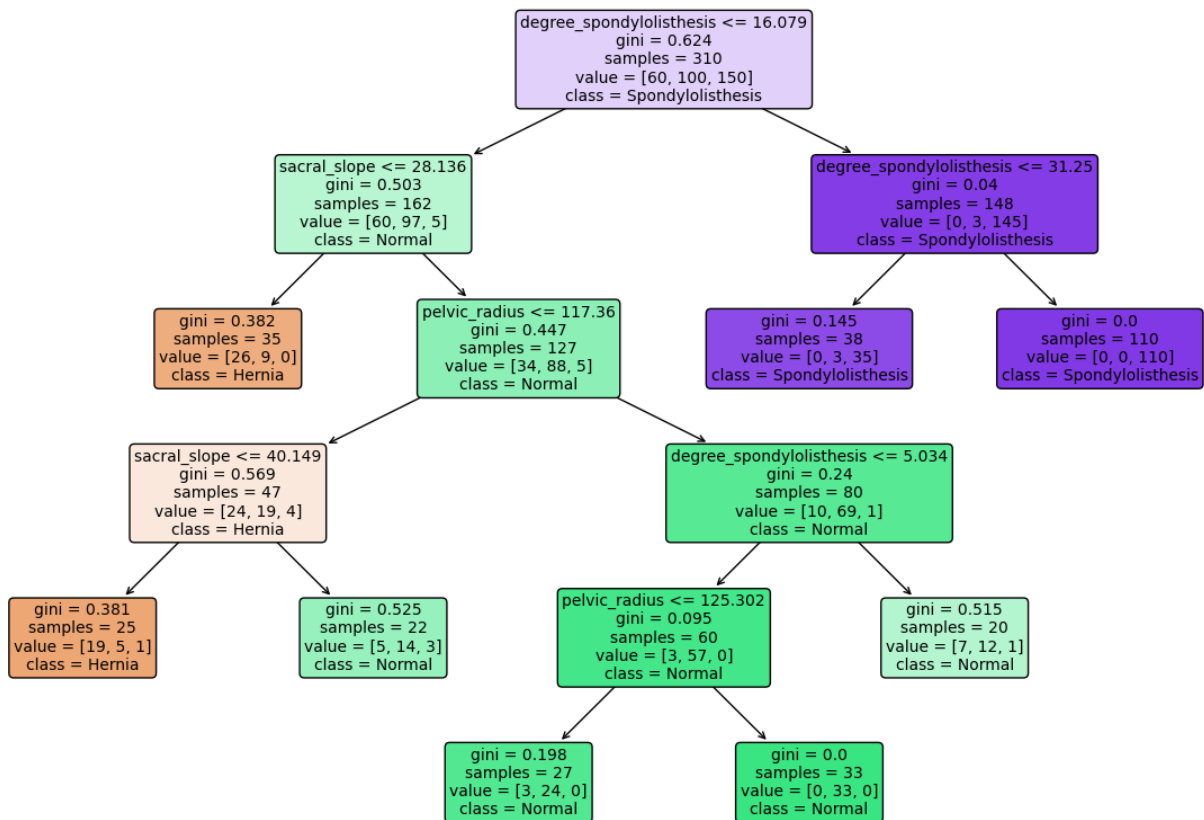 degree_spondylolisthesis <= 16.079
gini = 0.624
samples = 310
value = [60, 100, 150]
class = Spondylolisthesis
sacral_slope <= 28.136
gini = 0.503
samples = 162
value = [60, 97, 5]
class = Normal
degree_spondylolisthesis <= 31.25
gini = 0.04
samples = 148
value = [0, 3, 145]
class = Spondylolisthesis
gini = 0.382
samples = 35
value = [26, 9, 0]
class = Hernia
pelvic_radius <= 117.36
gini = 0.447
samples = 127
value = [34, 88, 5]
class = Normal
gini = 0.145
samples = 38
value = [0, 3, 35]
class = Spondylolisthesis
gini = 0.0
samples = 110
value = [0, 0, 110]
class = Spondylolisthesis
sacral_slope <= 40.149
gini = 0.569
samples = 47
value = [24, 19, 4]
class = Hernia
degree_spondylolisthesis <= 5.034
gini = 0.24
samples = 80
value = [10, 69, 1]
class = Normal
gini = 0.381
samples = 25
value = [19, 5, 1]
class = Hernia
gini = 0.525
samples = 22
value = [5, 14, 3]
class = Normal
pelvic_radius <= 125.302
gini = 0.095
samples = 60
value = [3, 57, 0]
class = Normal
gini = 0.515
samples = 20
value = [7, 12, 1]
class = Normal
gini = 0.198
samples = 27
value = [3, 24, 0]
class = Normal
gini = 0.0
samples = 33
value = [0, 33, 0]
class = Normal